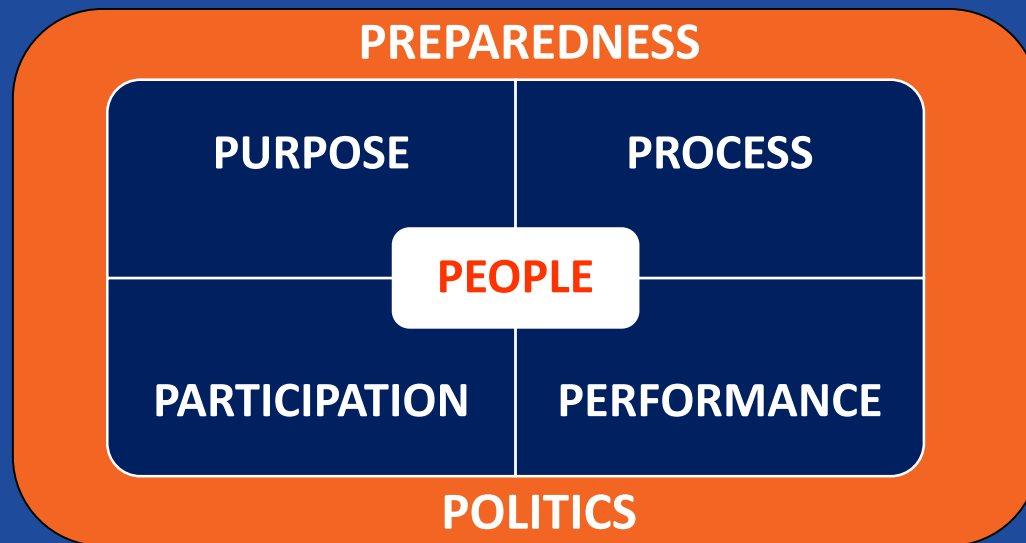 PREPAREDNESS
PURPOSE
PROCESS
PEOPLE
PARTICIPATION
PERFORMANCE
POLITICS